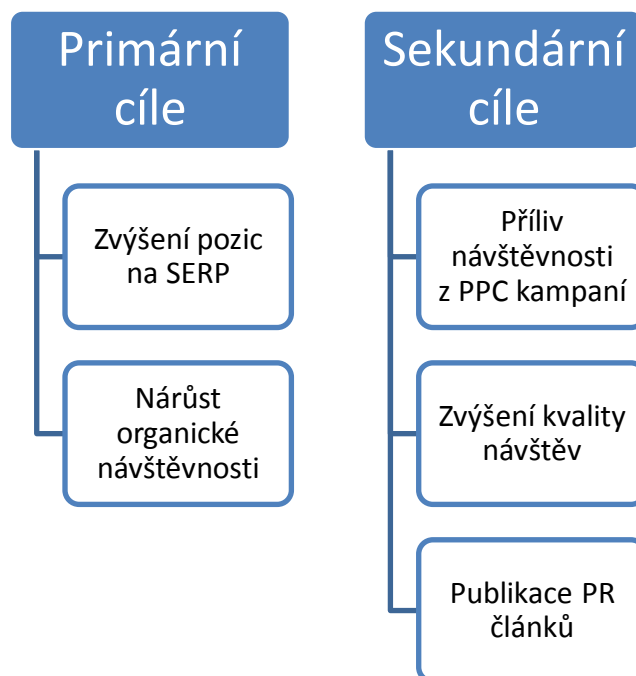 Primární
cíle
Zvýšení pozic
na SERP
Nárůst
organické
návštěvnosti
Sekundární
cíle
Příliv
návštěvnosti
z PPC kampaní
Zvýšení kvality
návštěv
Publikace PR
článků